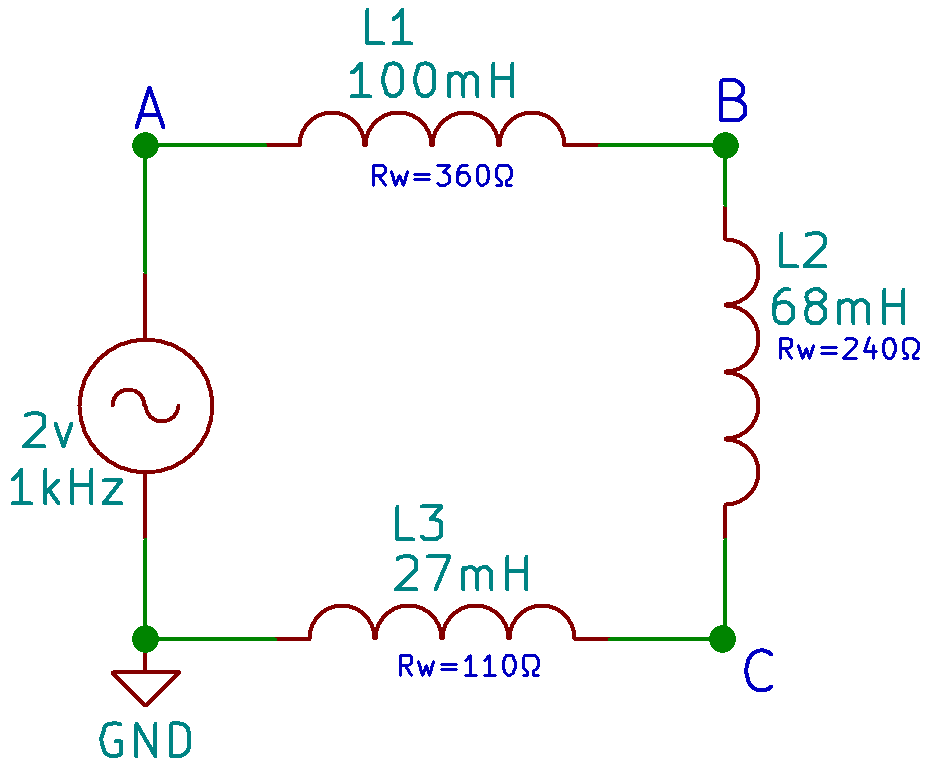 L1
100mH
A
B
Rw=360Ω
L2
68mH
Rw=240Ω
2v
1kHz
L3
27mH
Rw=110Ω
C
GND